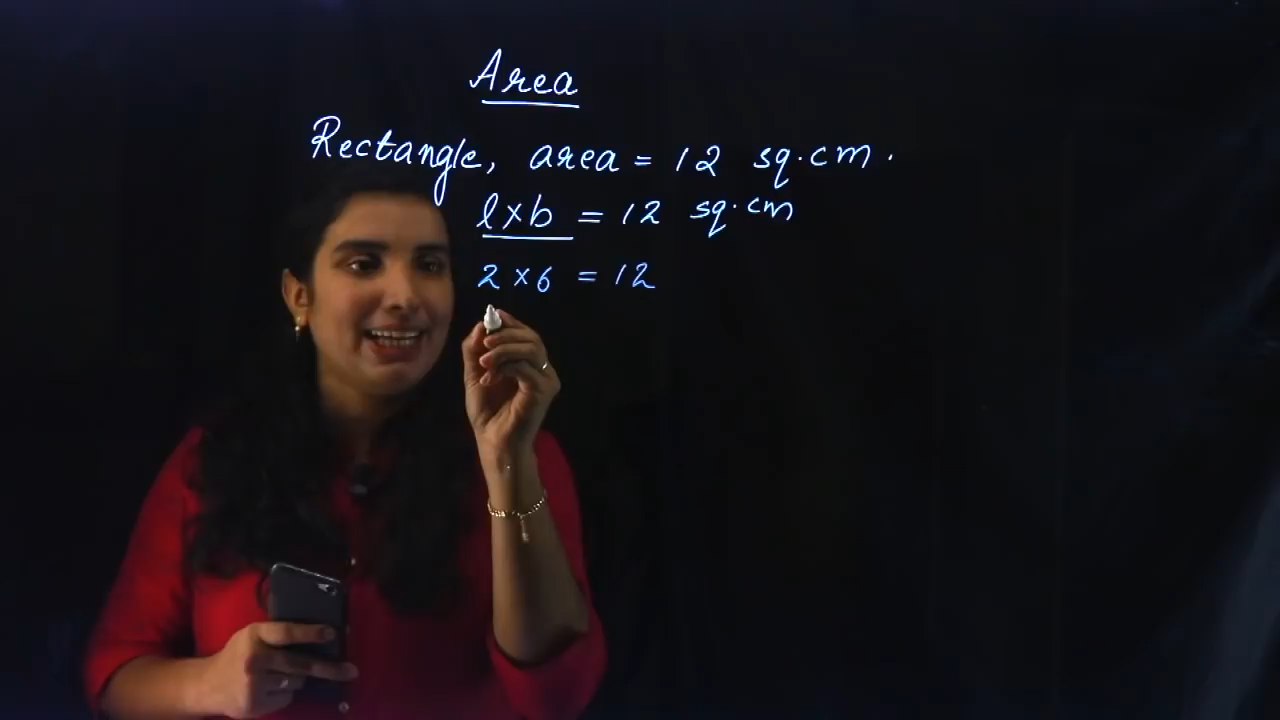 Area
Rectangle, area = 12 sq.cm.
l×b = 12 sq.cm
2×6 = 12